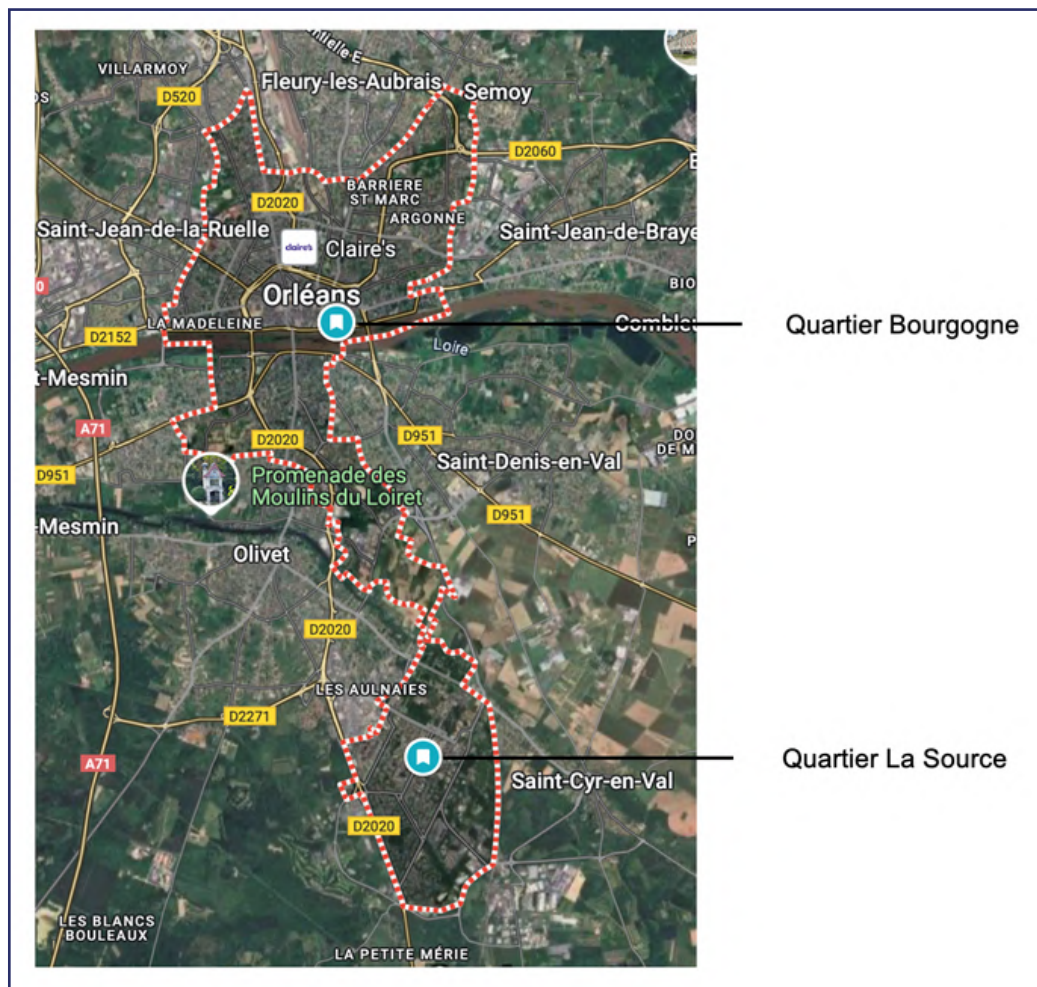 VILLARMOY
Fleury-les-Aubrais
Semoy
D520
D2060
BARRIERE
ST MARC
D2020
ARGONNE
Saint-Jean-de-la-Ruelle
Saint-Jean-de-Braye
claire's
Claire's
Orléans
BIO
LA MADELEINE
Quartier Bourgogne
D2152
Combleu
Loire
t-Mesmin
A71
D2020
D951
D951
Saint-Denis-en-Val
Promenade des
Moulins du Loiret
D951
-Mesmin
Olivet
D2020
LES AULNAIES
D2271
A71
Quartier La Source
Saint-Cyr-en-Val
D2020
LES BLANCS
BOULEAUX
LA PETITE MÉRIE